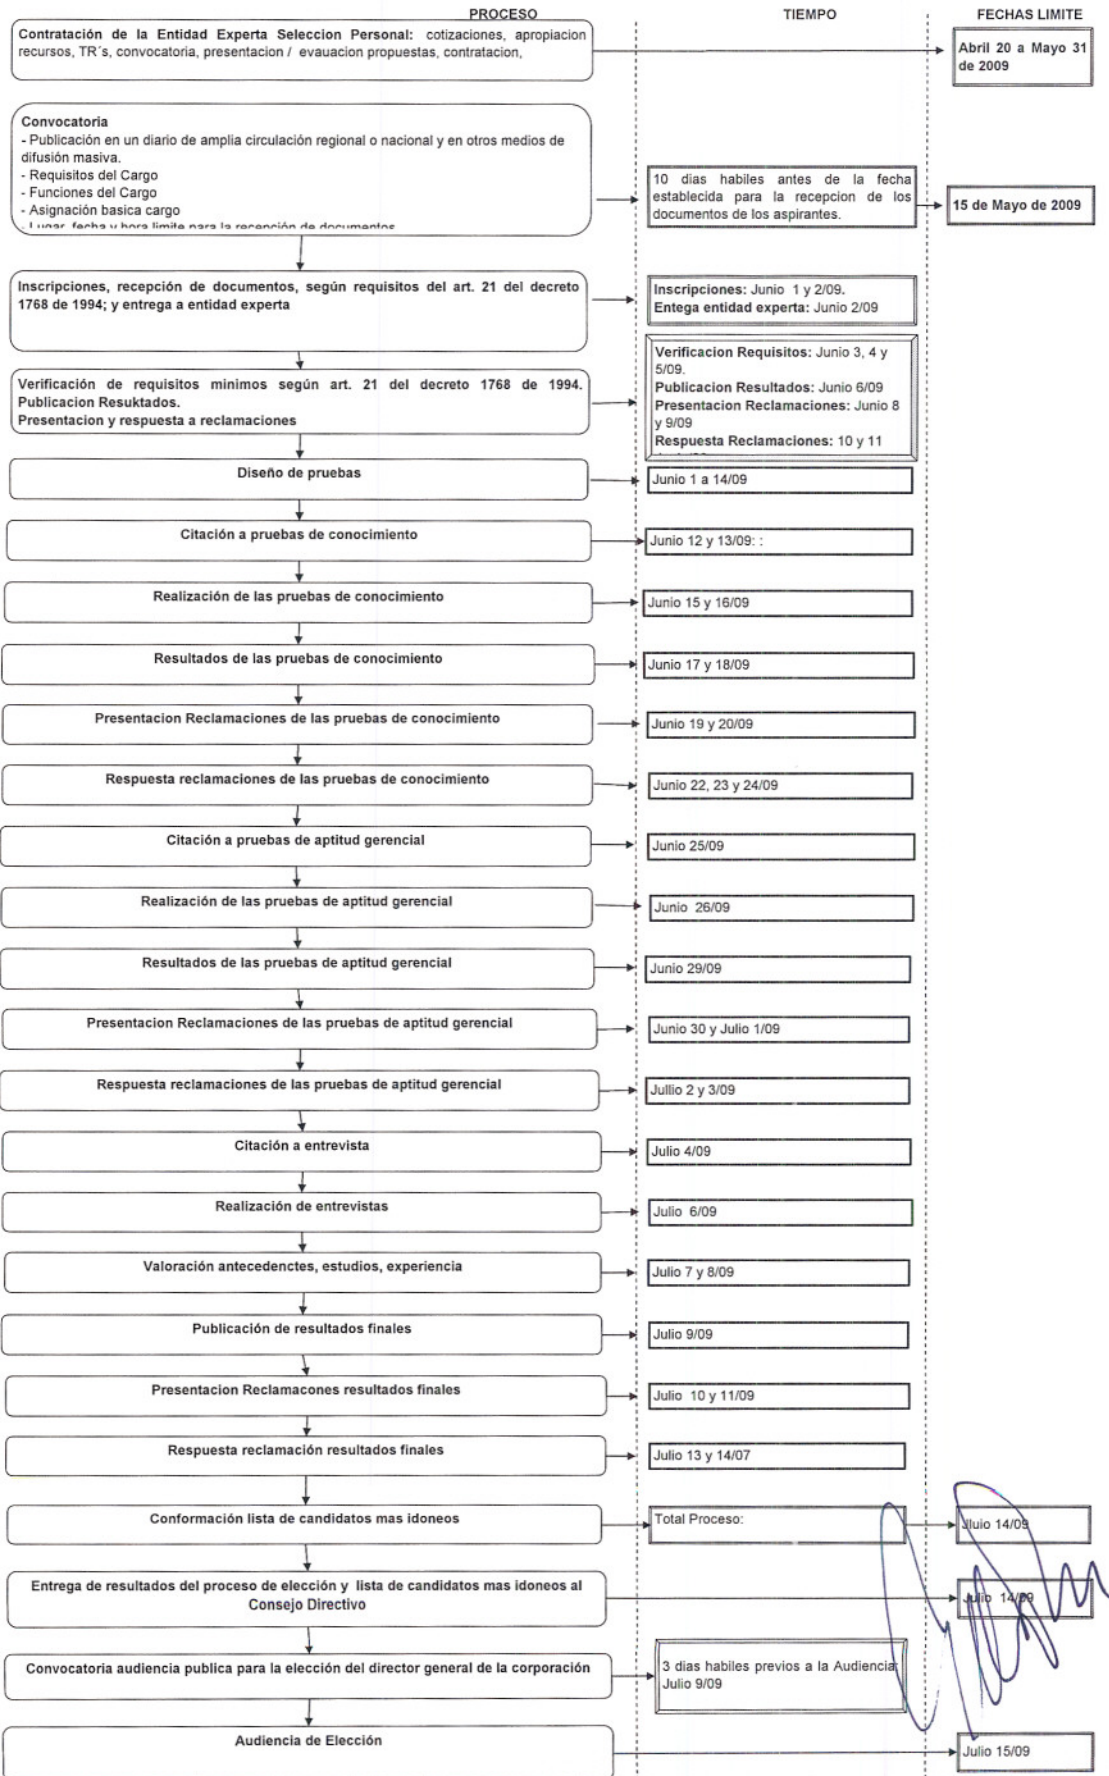 PROCESO TIEMPO FECHAS LIMITE
Contratación de la Entidad Experta Seleccion Personal: cotizaciones, apropiacion
recursos, TR´s, convocatoria, presentacion / evauacion propuestas, contratacion,
Abril 20 a Mayo 31
de 2009
Convocatoria
- Publicación en un diario de amplia circulación regional o nacional y en otros medios de
difusión masiva.
- Requisitos del Cargo
- Funciones del Cargo
- Asignación basica cargo
- Lugar, fecha y hora limite para la recepción de documentos
10 dias habiles antes de la fecha
establecida para la recepcion de los
documentos de los aspirantes.
15 de Mayo de 2009
Inscripciones, recepción de documentos, según requisitos del art. 21 del decreto
1768 de 1994; y entrega a entidad experta
Inscripciones: Junio 1 y 2/09.
Entega entidad experta: Junio 2/09
Verificación de requisitos minimos según art. 21 del decreto 1768 de 1994.
Publicacion Resuktados.
Presentacion y respuesta a reclamaciones
Verificacion Requisitos: Junio 3, 4 y
5/09.
Publicacion Resultados: Junio 6/09
Presentacion Reclamaciones: Junio 8
y 9/09
Respuesta Reclamaciones: 10 y 11
Diseño de pruebas
Junio 1 a 14/09
Citación a pruebas de conocimiento
Junio 12 y 13/09: :
Realización de las pruebas de conocimiento
Junio 15 y 16/09
Resultados de las pruebas de conocimiento
Junio 17 y 18/09
Presentacion Reclamaciones de las pruebas de conocimiento
Junio 19 y 20/09
Respuesta reclamaciones de las pruebas de conocimiento
Junio 22, 23 y 24/09
Citación a pruebas de aptitud gerencial
Junio 25/09
Realización de las pruebas de aptitud gerencial
Junio 26/09
Resultados de las pruebas de aptitud gerencial
Junio 29/09
Presentacion Reclamaciones de las pruebas de aptitud gerencial
Junio 30 y Julio 1/09
Respuesta reclamaciones de las pruebas de aptitud gerencial
Jullio 2 y 3/09
Citación a entrevista
Julio 4/09
Realización de entrevistas
Julio 6/09
Valoración antecedenctes, estudios, experiencia
Julio 7 y 8/09
Publicación de resultados finales
Julio 9/09
Presentacion Reclamacones resultados finales
Julio 10 y 11/09
Respuesta reclamación resultados finales
Julio 13 y 14/07
Conformación lista de candidatos mas idoneos
Total Proceso:
Jluio 14/09
Entrega de resultados del proceso de elección y lista de candidatos mas idoneos al
Consejo Directivo
Julio 14/09
Convocatoria audiencia publica para la elección del director general de la corporación
3 dias habiles previos a la Audiencia
Julio 9/09
Audiencia de Elección
Julio 15/09